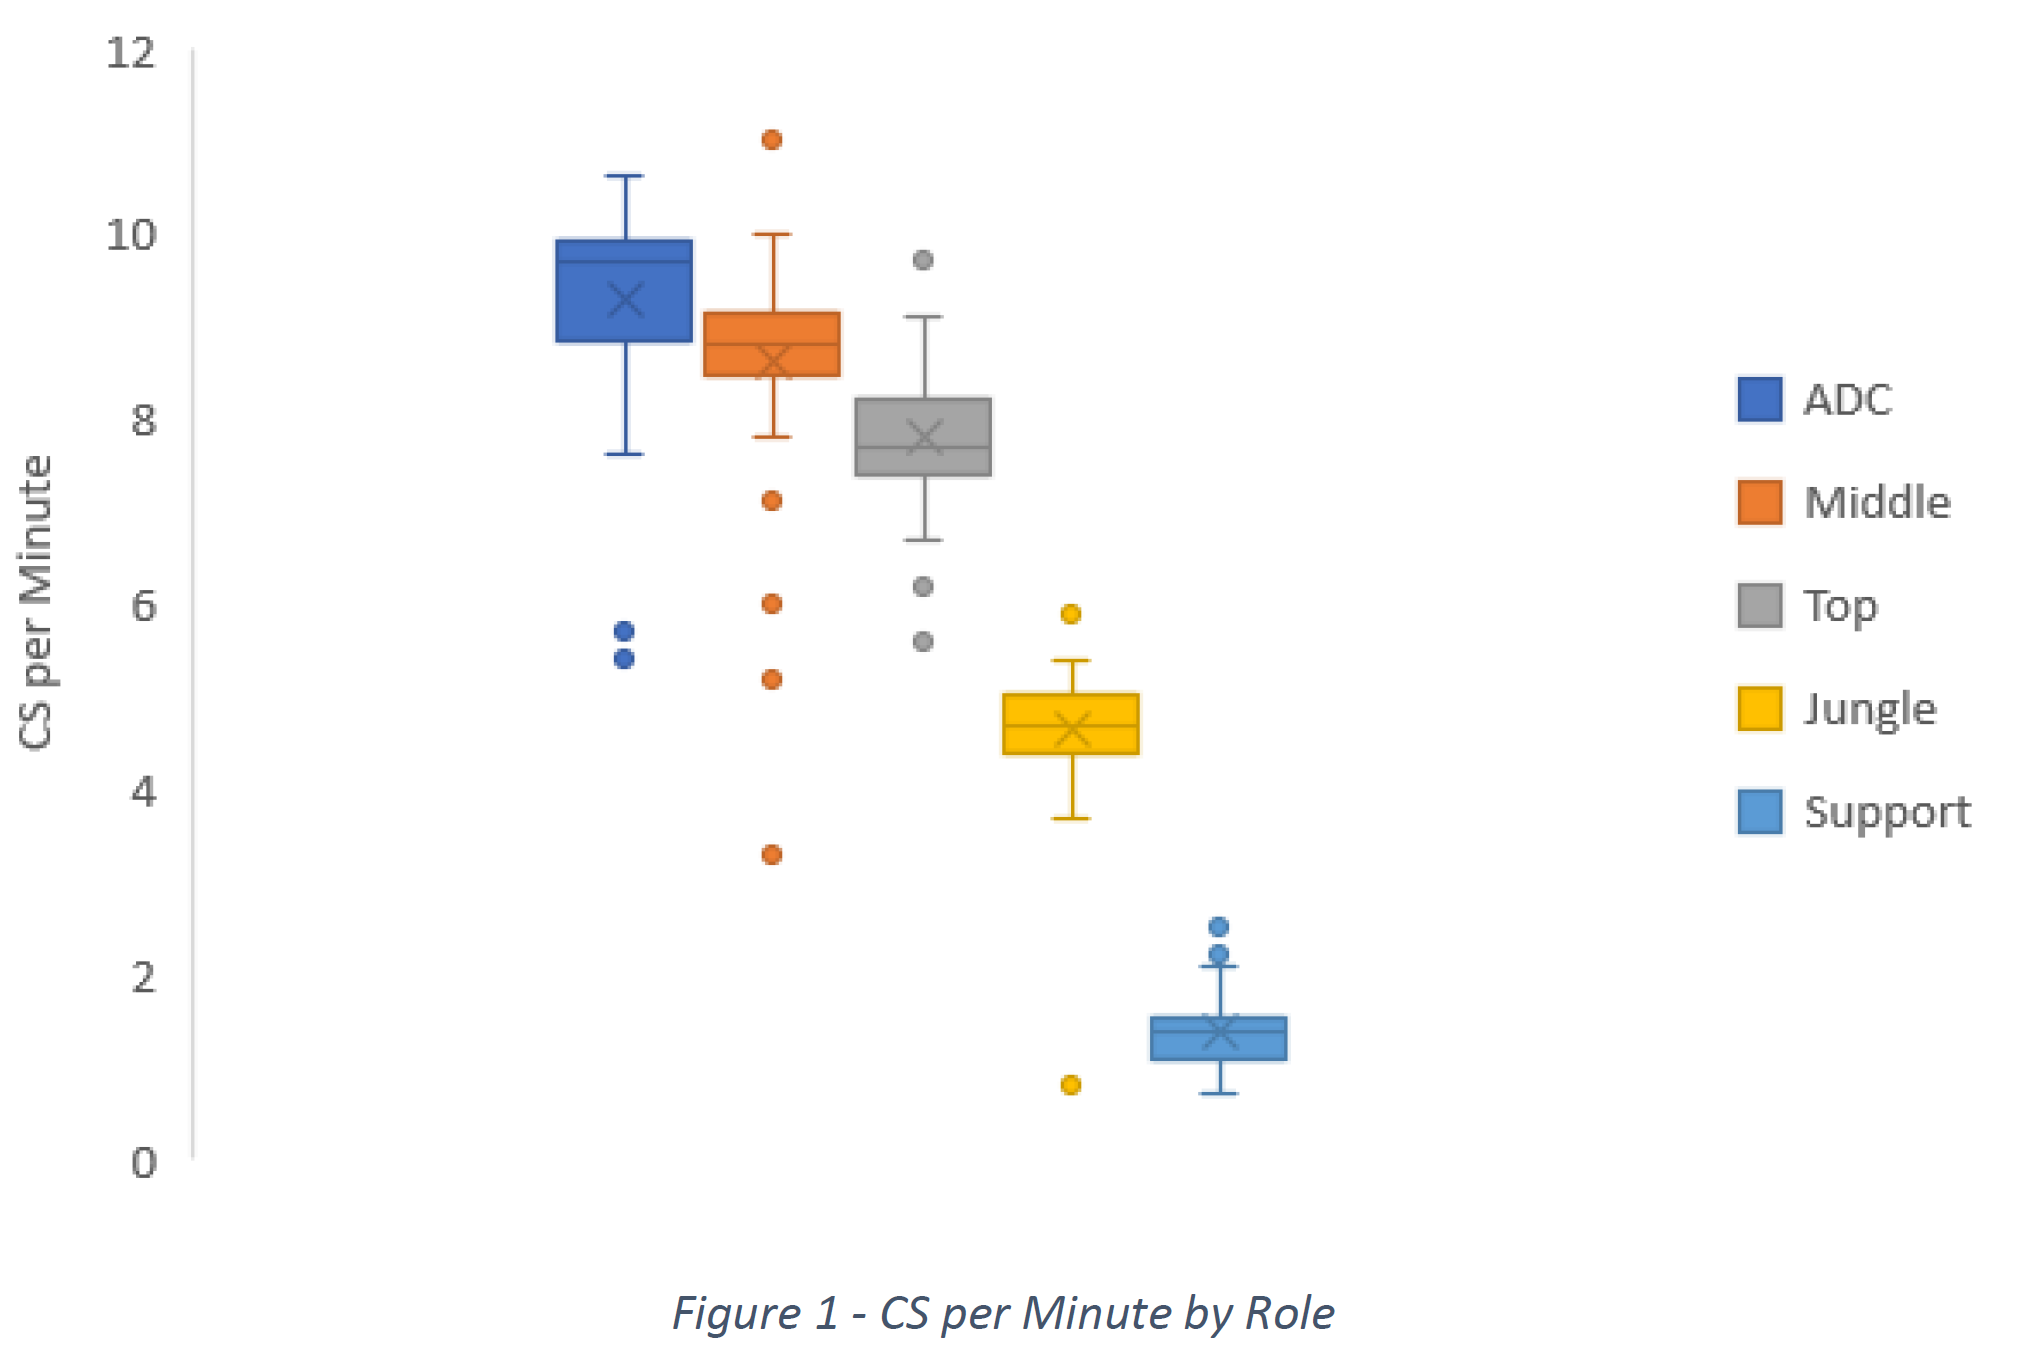 12
10
8
6
4
2
0
CS per Minute
ADC
Middle
Top
Jungle
Support
Figure 1 - CS per Minute by Role